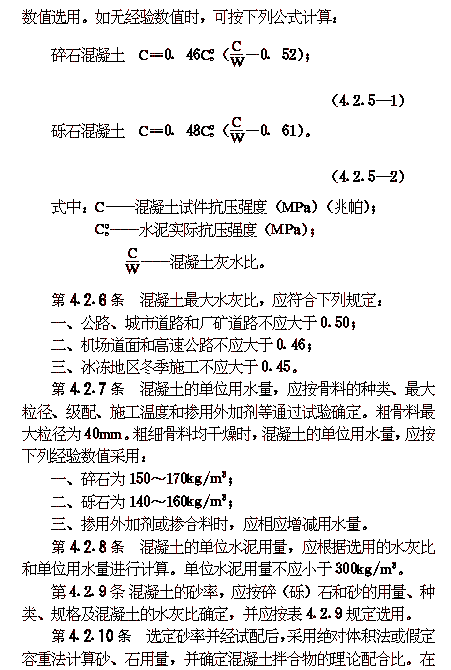 数值选用。如无经验数值时，可按下列公式计算：
碎石混凝土 C＝0．46C₀ᶜ（C/W－0．52）；
（4.2.5—1）
砾石混凝土 C＝0．48C₀ᶜ（C/W－0．61）。
（4.2.5—2）
式中：C——混凝土试件抗压强度（MPa）（兆帕）；
C₀ᶜ——水泥实际抗压强度（MPa）；
C/W——混凝土灰水比。
第4.2.6条 混凝土最大水灰比，应符合下列规定：
一、公路、城市道路和厂矿道路不应大于0.50；
二、机场道面和高速公路不应大于0.46；
三、冰冻地区冬季施工不应大于0.45。
第4.2.7条 混凝土的单位用水量，应按骨料的种类、最大
粒径、级配、施工温度和掺用外加剂等通过试验确定。粗骨料最
大粒径为40mm。粗细骨料均干燥时，混凝土的单位用水量，应按
下列经验数值采用：
一、碎石为150～170kg/m³；
二、砾石为140～160kg/m³；
三、掺用外加剂或掺合料时，应相应增减用水量。
第4.2.8条 混凝土的单位水泥用量，应根据选用的水灰比
和单位用水量进行计算。单位水泥用量不应小于300kg/m³。
第4.2.9条混凝土的砂率，应按碎（砾）石和砂的用量、种
类、规格及混凝土的水灰比确定，并应按表4.2.9规定选用。
第4.2.10条 选定砂率并经试配后，采用绝对体积法或假定
容重法计算砂、石用量，并确定混凝土拌合物的理论配合比。在